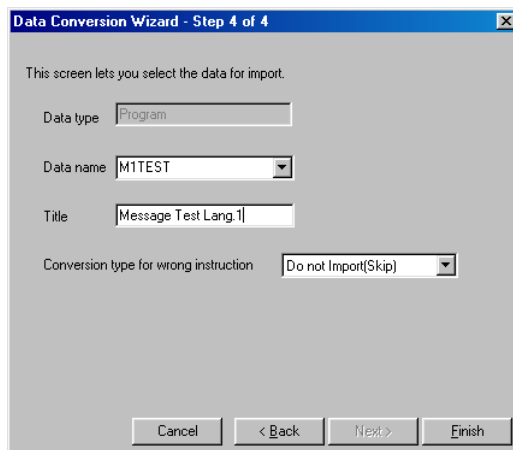 Data Conversion Wizard - Step 4 of 4
This screen lets you select the data for import.
Data type Program
Data name M1TEST
Title Message Test Lang.1
Conversion type for wrong instruction Do not Import(Skip)
Cancel < Back Next > Finish